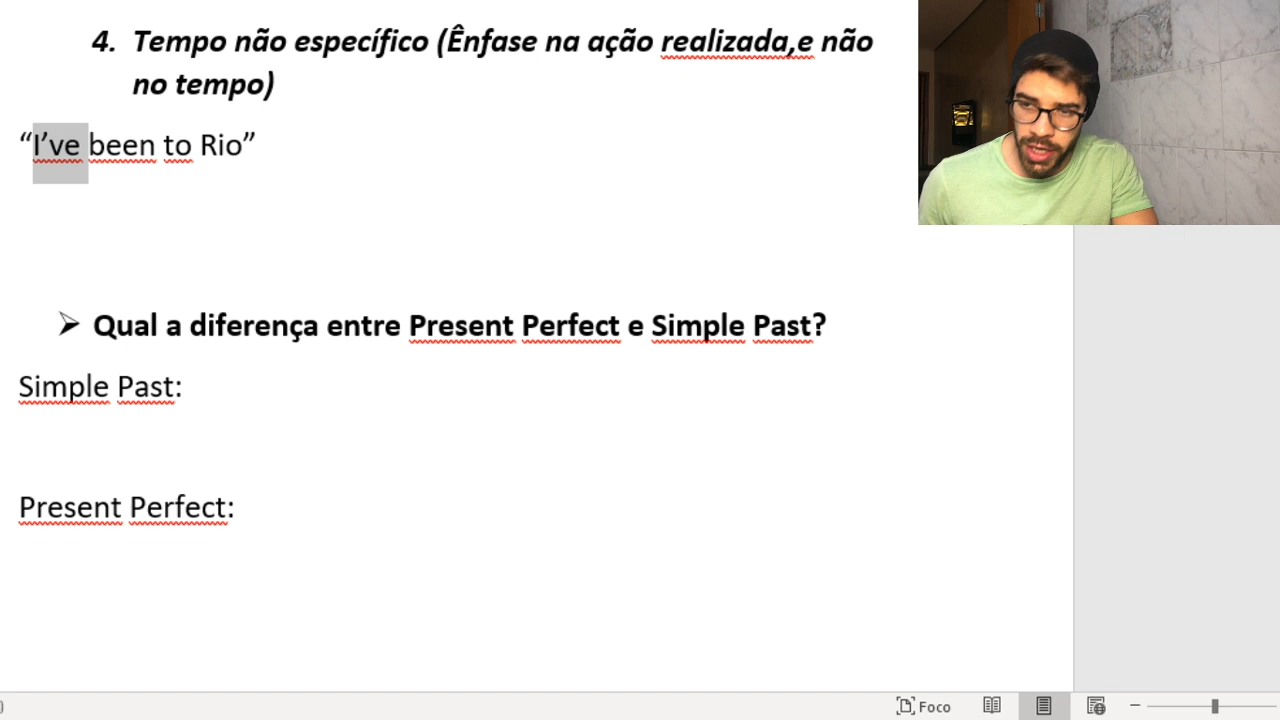 4. Tempo não específico (Ênfase na ação realizada,e não
no tempo)
“I’ve been to Rio”
➢ Qual a diferença entre Present Perfect e Simple Past?
Simple Past:
Present Perfect:
)
Foco